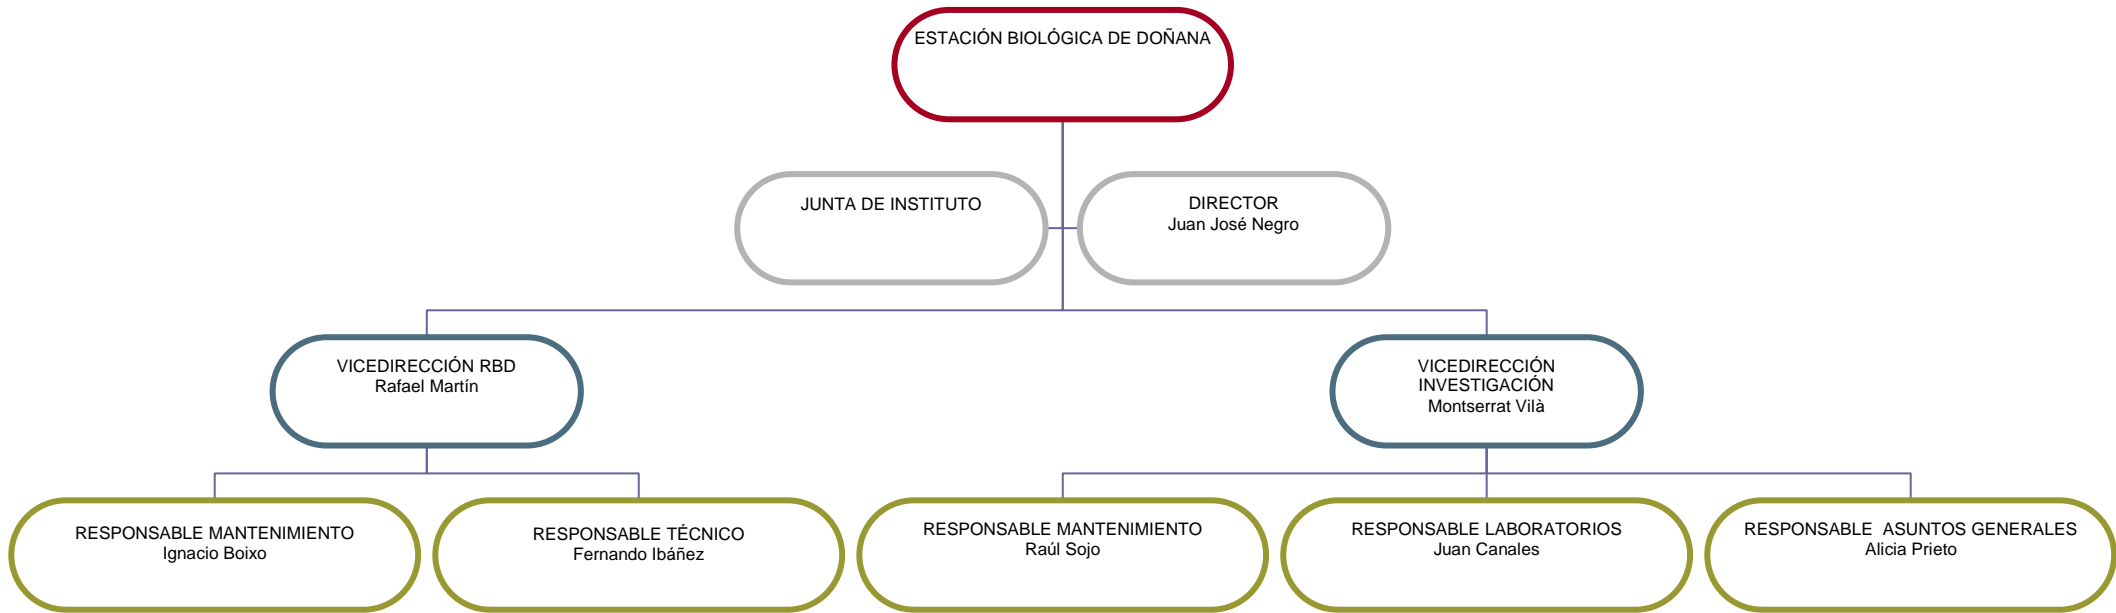 ESTACIÓN BIOLÓGICA DE DOÑANA
JUNTA DE INSTITUTO
DIRECTOR
Juan José Negro
VICEDIRECCIÓN RBD
Rafael Martín
VICEDIRECCIÓN
INVESTIGACIÓN
Montserrat Vilà
RESPONSABLE MANTENIMIENTO
Ignacio Boixo
RESPONSABLE TÉCNICO
Fernando Ibáñez
RESPONSABLE MANTENIMIENTO
Raúl Sojo
RESPONSABLE LABORATORIOS
Juan Canales
RESPONSABLE  ASUNTOS GENERALES
Alicia Prieto